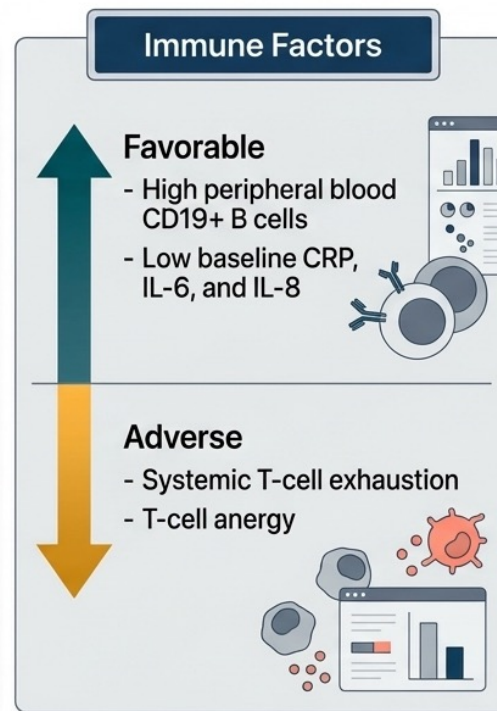 Immune Factors
Favorable
- High peripheral blood
CD19+ B cells
- Low baseline CRP,
IL-6, and IL-8
Adverse
- Systemic T-cell exhaustion
- T-cell anergy